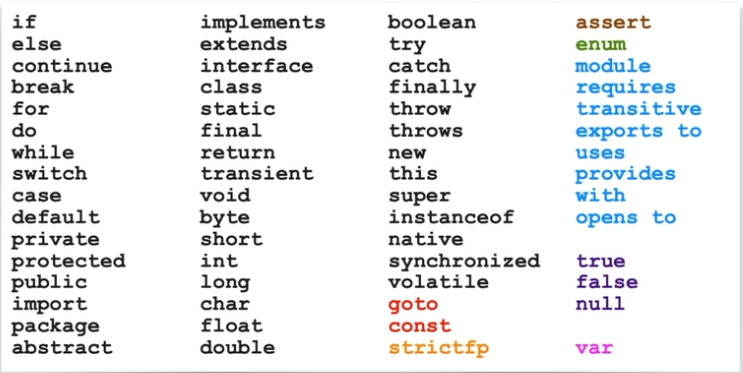 if
else
continue
break
for
do
while
switch
case
default
private
protected
public
import
package
abstract
implements
extends
interface
class
static
final
return
transient
void
byte
short
int
long
char
float
double
boolean
try
catch
finally
throw
throws
new
this
super
instanceof
native
synchronized
volatile
goto
const
strictfp
assert
enum
module
requires
transitive
exports to
uses
provides
with
opens to
true
false
null
var